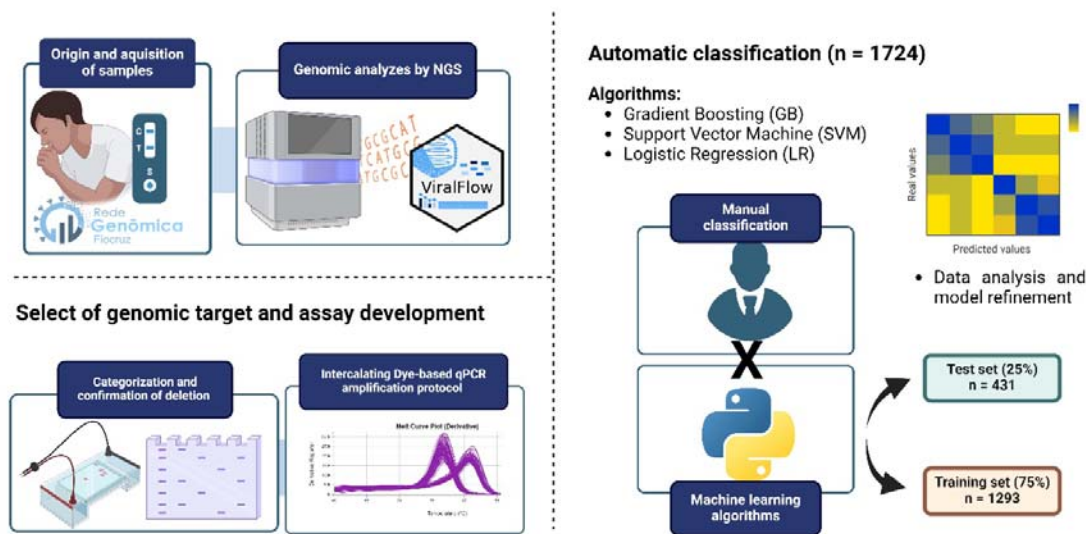 Origin and aquisition
of samples
C
T
S
Rede
Genômica
Fiocruz
Genomic analyzes by NGS
GCGCAT
CATGCG
ATGCGC
ViralFlow
Select of genomic target and assay development
Categorization and
confirmation of deletion
Intercalating Dye-based qPCR
amplification protocol
Melt Curve Plot (Derivative)
Automatic classification (n = 1724)
Algorithms:
• Gradient Boosting (GB)
• Support Vector Machine (SVM)
• Logistic Regression (LR)
Real values
Predicted values
• Data analysis and
model refinement
Manual
classification
X
Machine learning
algorithms
Test set (25%)
n = 431
Training set (75%)
n = 1293